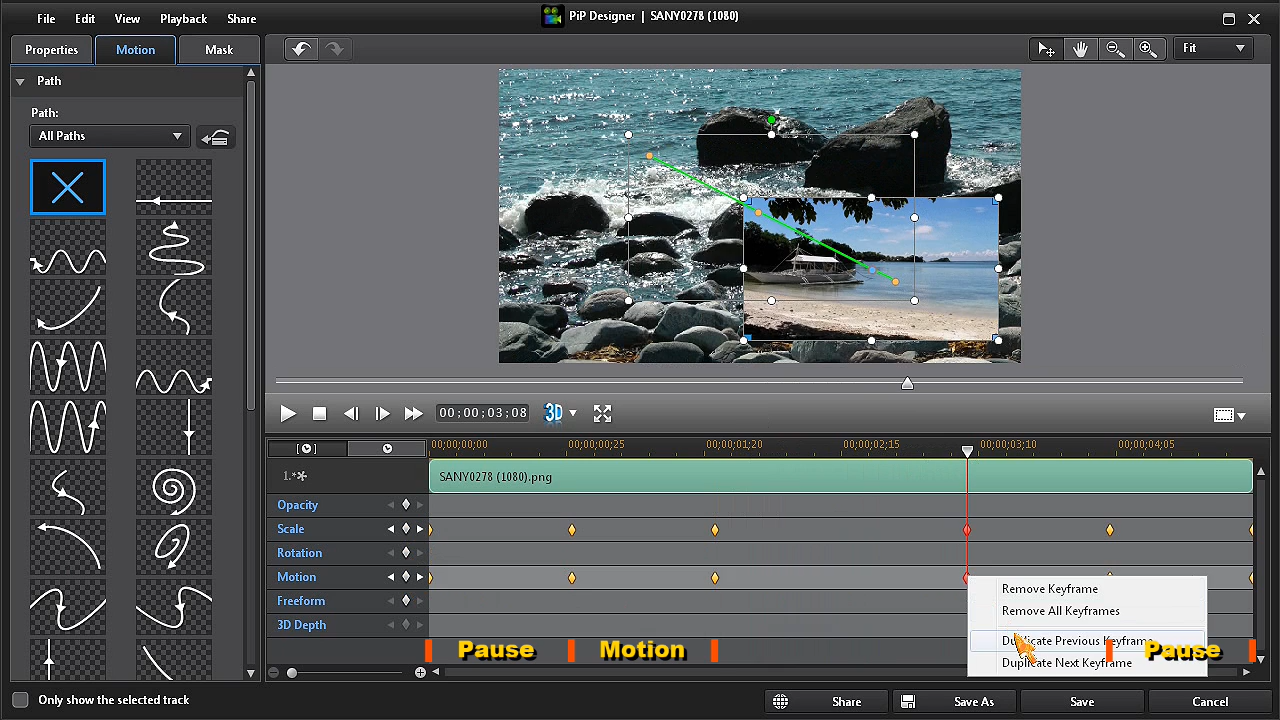 File Edit View Playback Share
PiP Designer | SANY0278 (1080)
Properties Motion Mask
Fit
Path
Path:
All Paths
00;00;03;08
3D
00;00;00;00 00;00;00;25 00;00;01;20 00;00;02;15 00;00;03;10 00;00;04;05
1.
SANY0278 (1080).png
Opacity
Scale
Rotation
Motion
Freeform
3D Depth
Remove Keyframe
Remove All Keyframes
Duplicate Previous Keyframe
Duplicate Next Keyframe
Pause Motion Pause
Only show the selected track
Share Save As Save Cancel